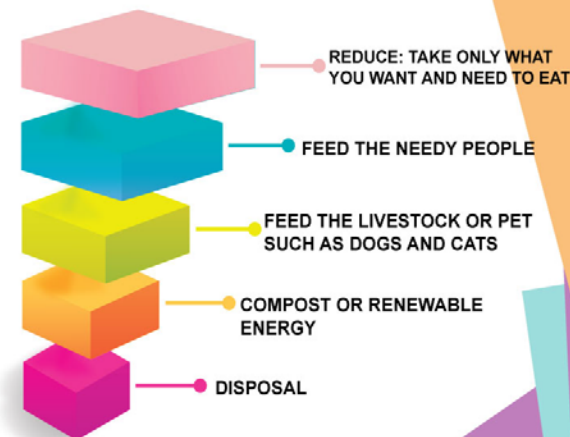 REDUCE: TAKE ONLY WHAT
YOU WANT AND NEED TO EAT
FEED THE NEEDY PEOPLE
FEED THE LIVESTOCK OR PET
SUCH AS DOGS AND CATS
COMPOST OR RENEWABLE
ENERGY
DISPOSAL